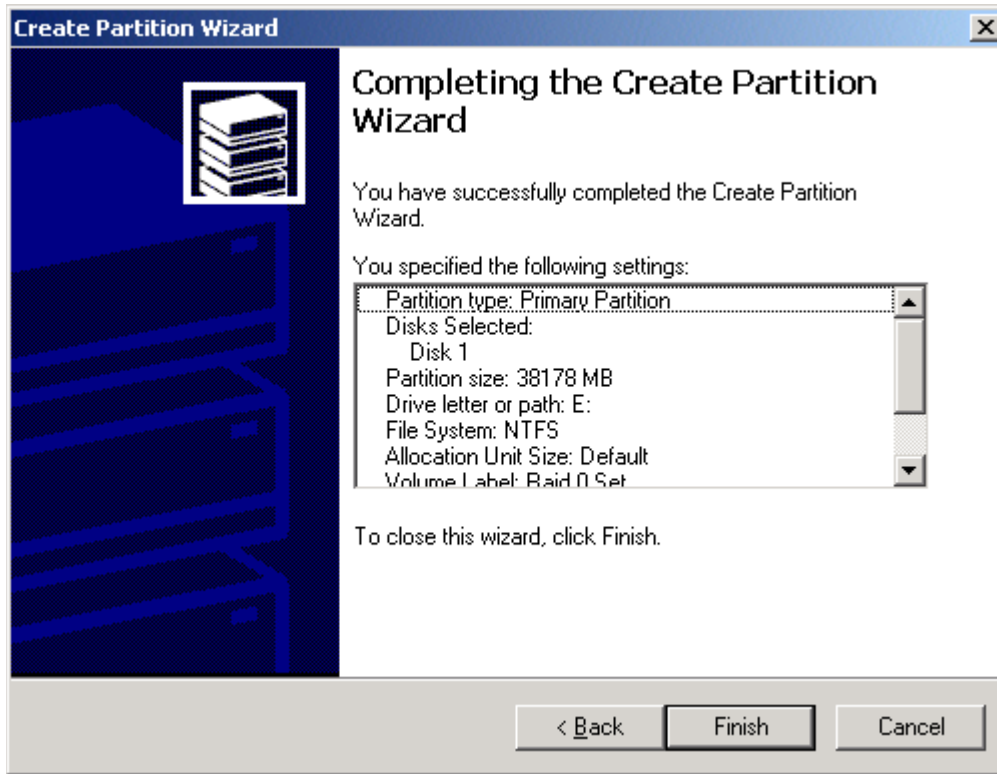 Create Partition Wizard
Completing the Create Partition
Wizard
You have successfully completed the Create Partition
Wizard.
You specified the following settings:
Partition type: Primary Partition
Disks Selected:
Disk 1
Partition size: 38178 MB
Drive letter or path: E:
File System: NTFS
Allocation Unit Size: Default
Volume Label: Raid 0 Set
To close this wizard, click Finish.
< Back Finish Cancel